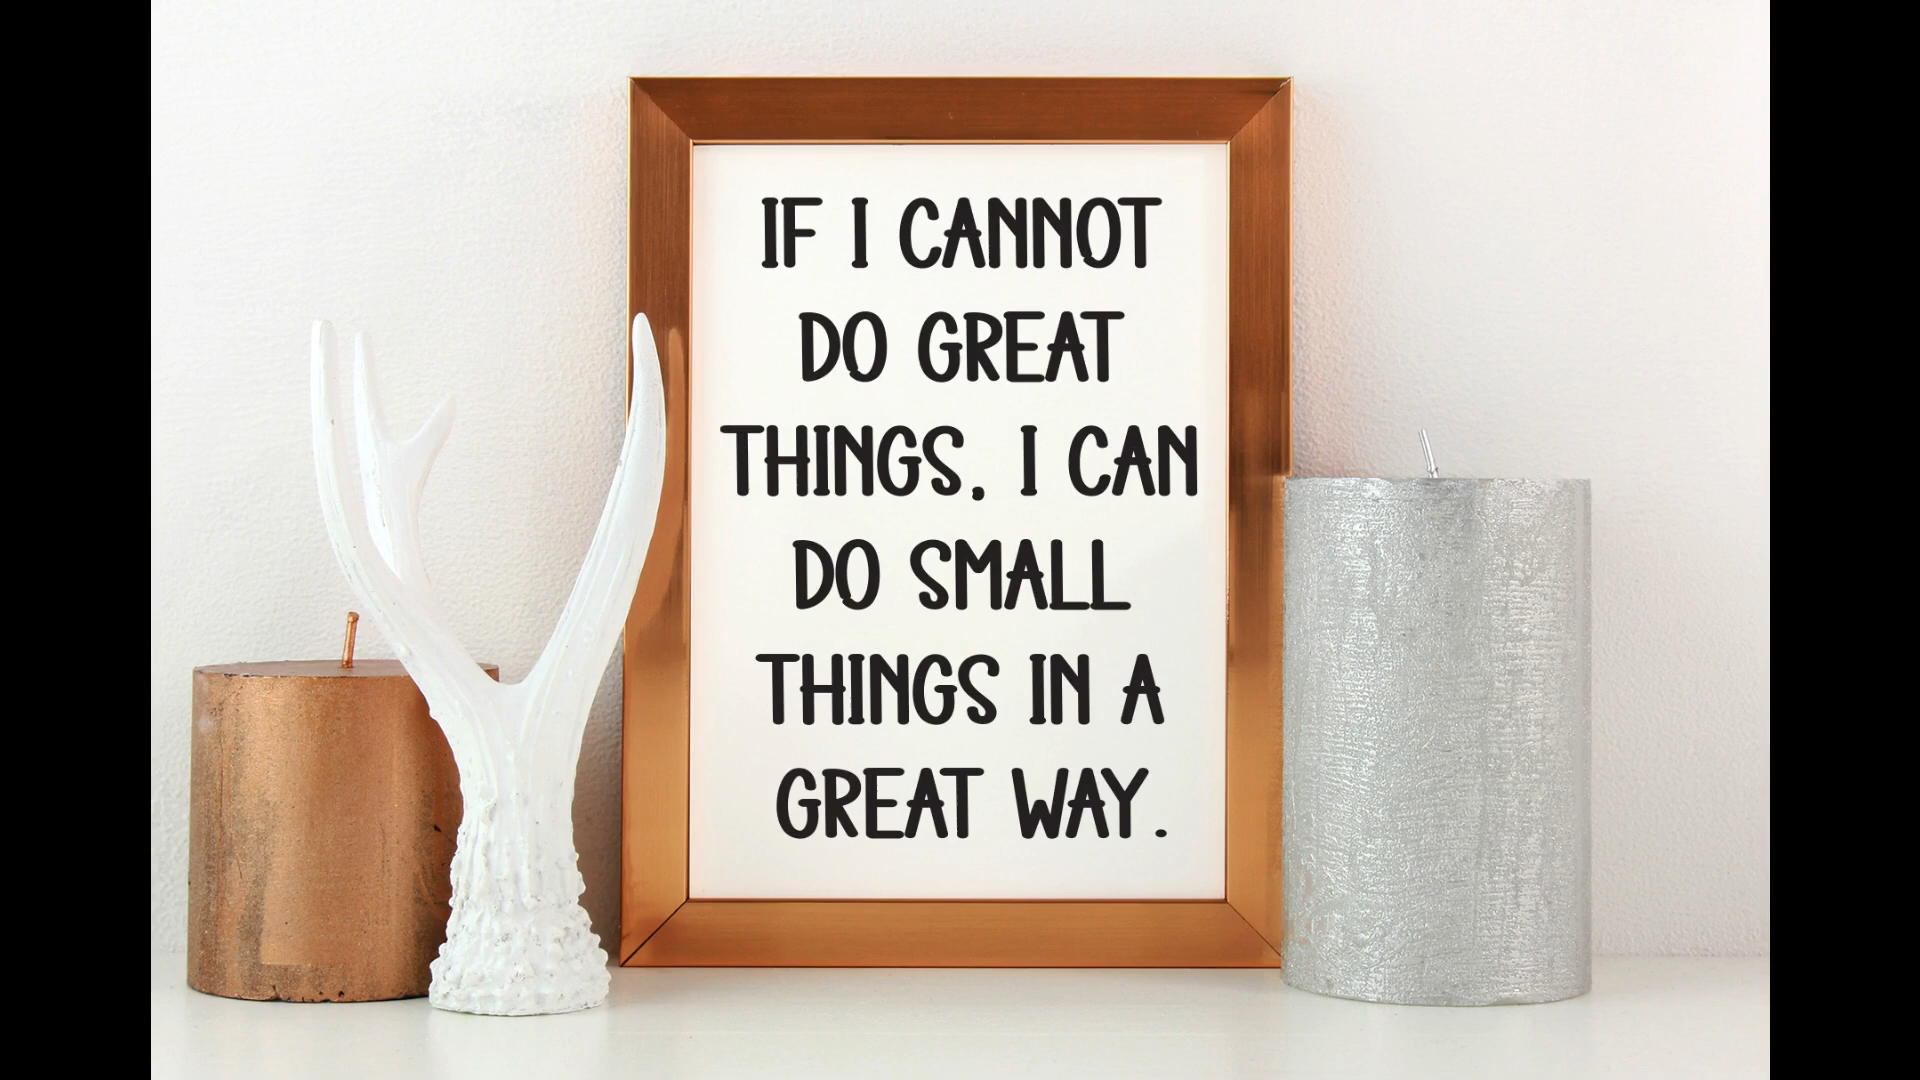 IF I CANNOT
DO GREAT
THINGS, I CAN
DO SMALL
THINGS IN A
GREAT WAY.